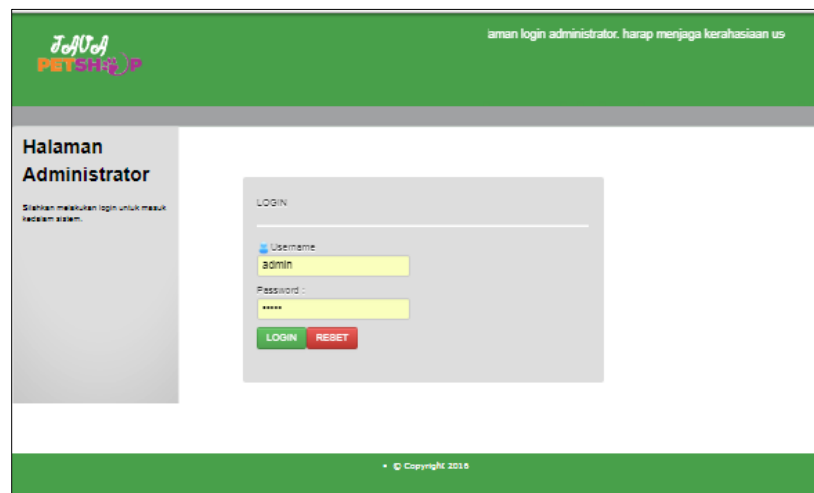 JAVA
PETSHOP
aman login administrator. harap menjaga kerahasiaan us
Halaman
Administrator
Silahkan melakukan login untuk masuk
kedalam sistem.
LOGIN
Username
admin
Password :
•••••
LOGIN RESET
• © Copyright 2016